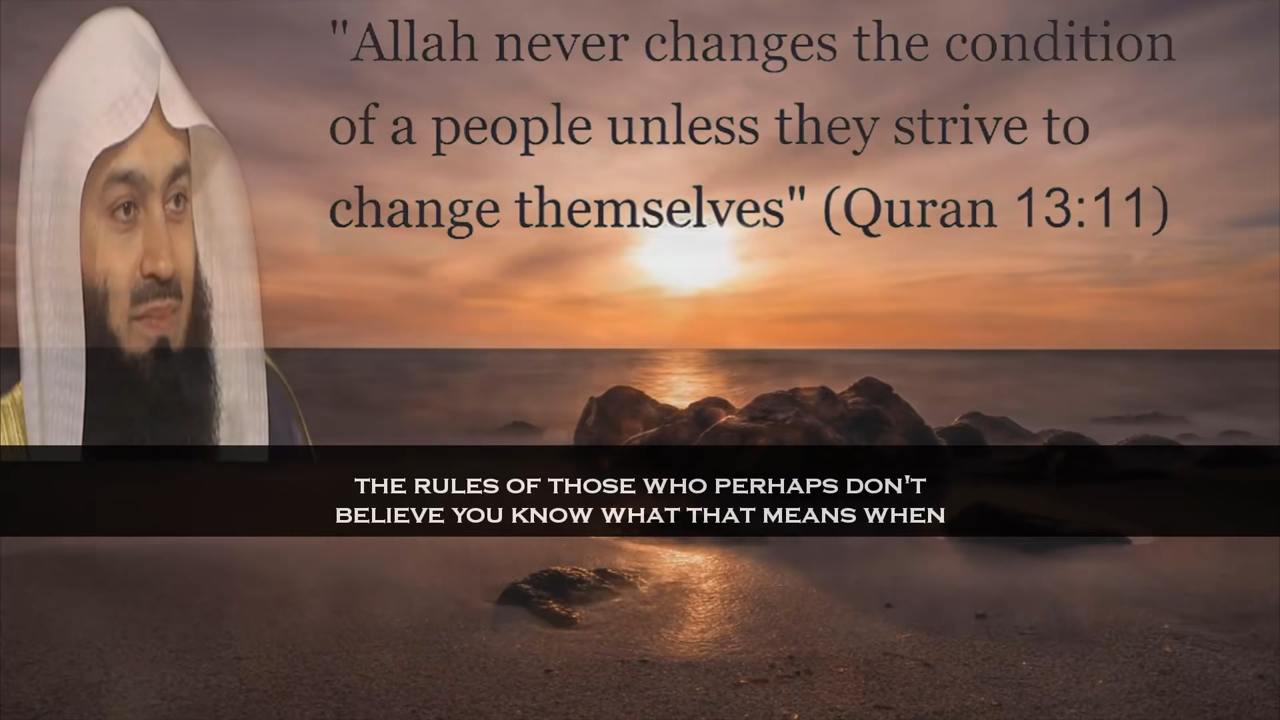 "Allah never changes the condition
of a people unless they strive to
change themselves" (Quran 13:11)
THE RULES OF THOSE WHO PERHAPS DON'T
BELIEVE YOU KNOW WHAT THAT MEANS WHEN